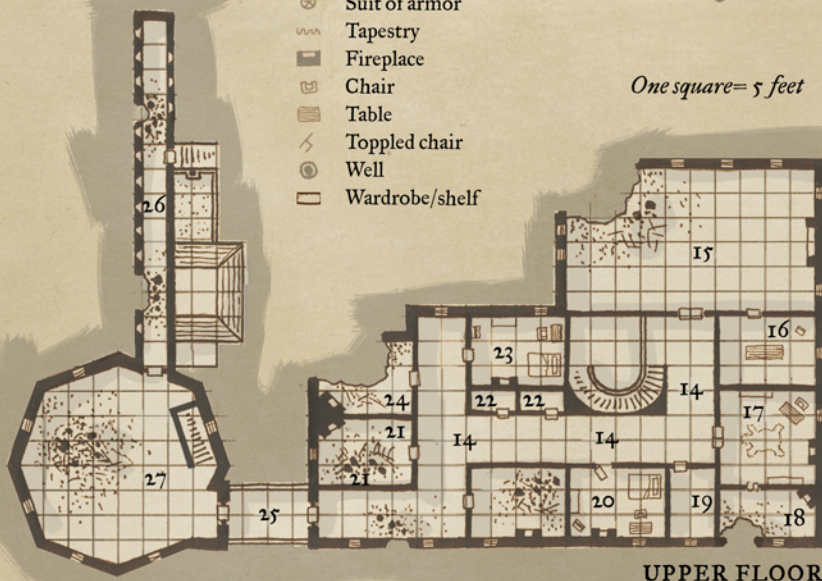 Suit of armor
Tapestry
Fireplace
Chair
One square= 5 feet
Table
Toppled chair
Well
Wardrobe/shelf
26
15
16
23
14
22
22
24
17
21
14
14
21
27
20
19
25
18
UPPER FLOOR